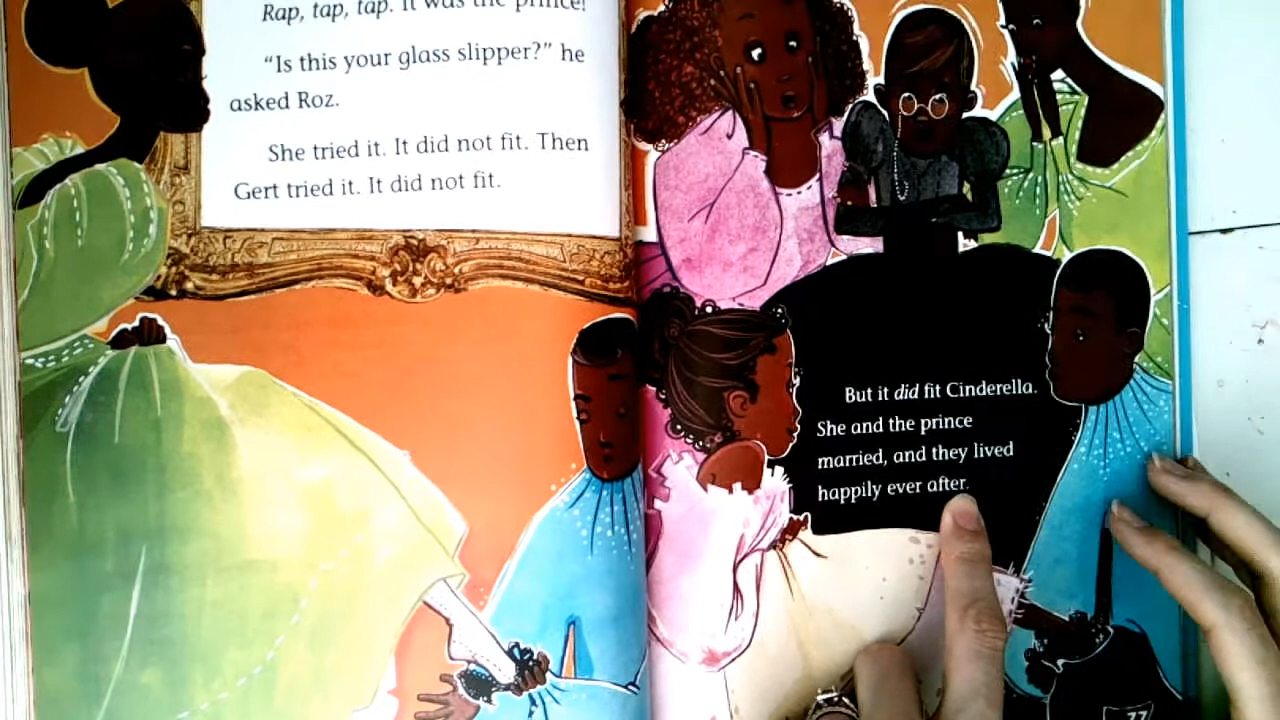 Rap, tap, tap. It was the prince!
“Is this your glass slipper?” he
asked Roz.
She tried it. It did not fit. Then
Gert tried it. It did not fit.
But it did fit Cinderella.
She and the prince
married, and they lived
happily ever after.
77